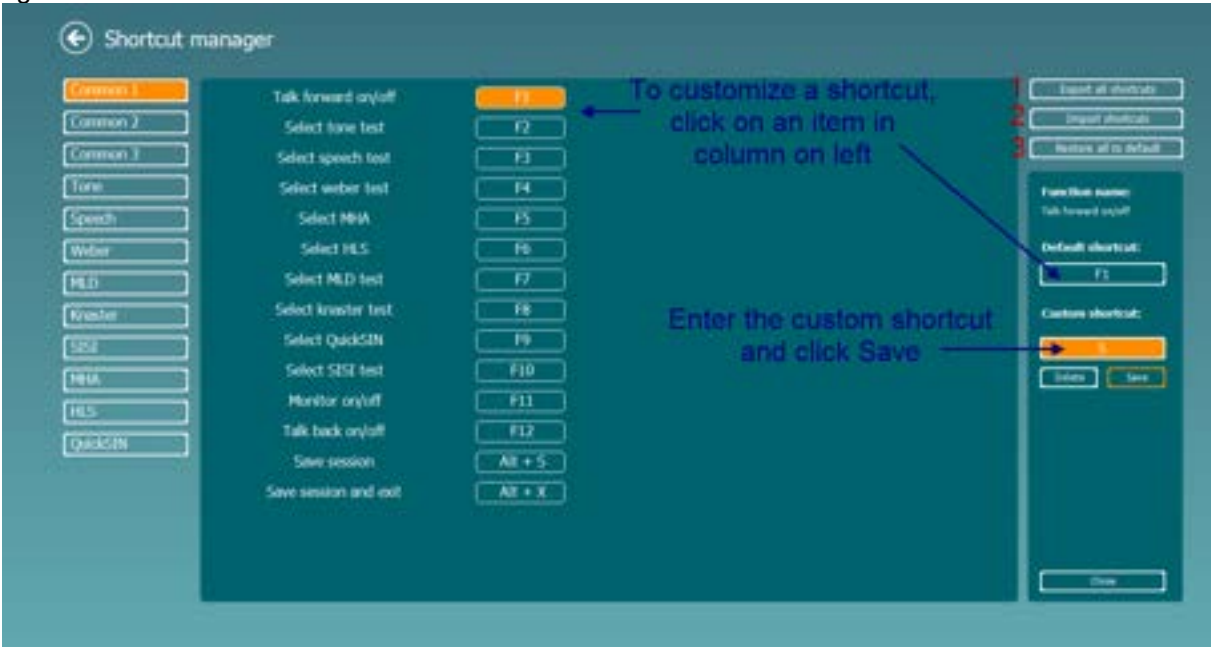 Shortcut manager
Common 1
Common 2
Common 3
Tone
Speech
Weber
MLD
Knaster
SISI
MHA
HLS
QuickSIN
Talk forward on/off F1
Select tone test F2
Select speech test F3
Select weber test F4
Select MHA F5
Select HLS F6
Select MLD test F7
Select knaster test F8
Select QuickSIN F9
Select SISI test F10
Monitor on/off F11
Talk back on/off F12
Save session Alt + S
Save session and exit Alt + X
To customize a shortcut,
click on an item in
column on left
Enter the custom shortcut
and click Save
1 Export all shortcuts
2 Import shortcuts
3 Restore all to default
Function name:
Talk forward on/off
Default shortcut:
F1
Custom shortcut:
Delete Save
Close